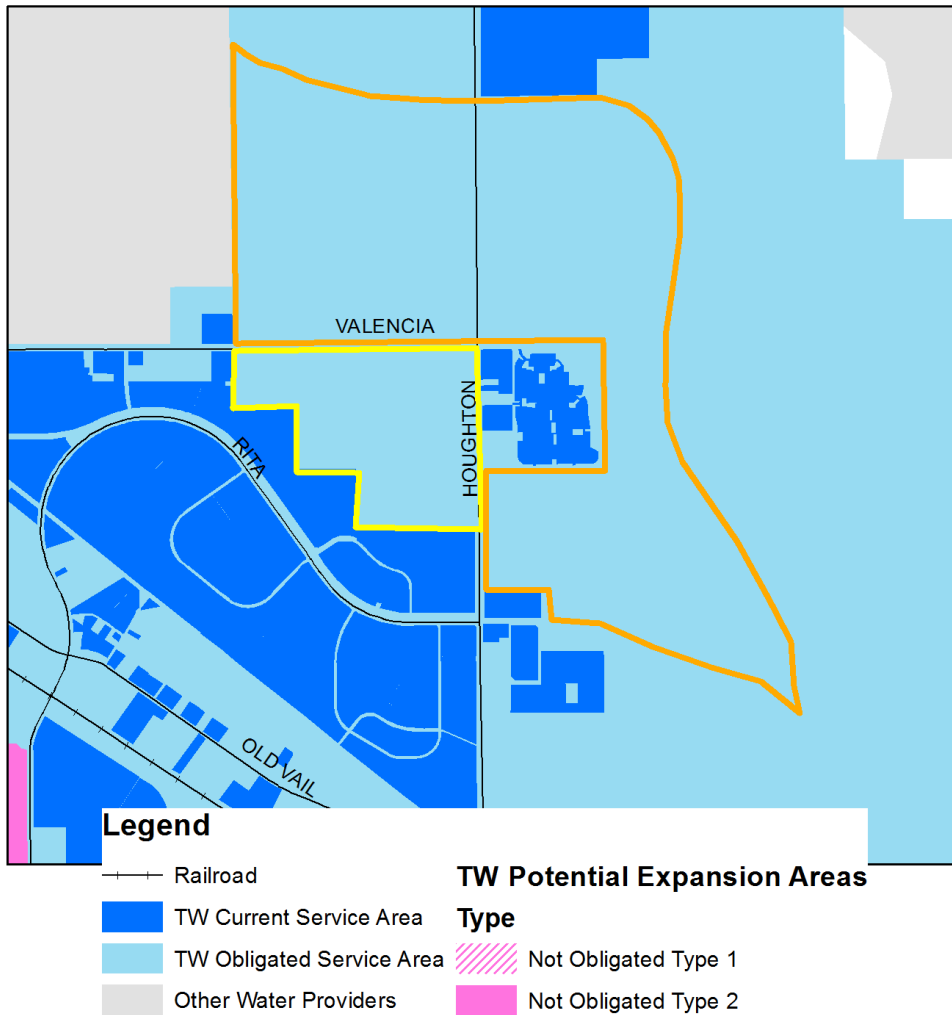 VALENCIA
HOUGHTON
RITA
OLD VAIL
Legend
Railroad
TW Current Service Area
TW Obligated Service Area
Other Water Providers
TW Potential Expansion Areas
Type
Not Obligated Type 1
Not Obligated Type 2